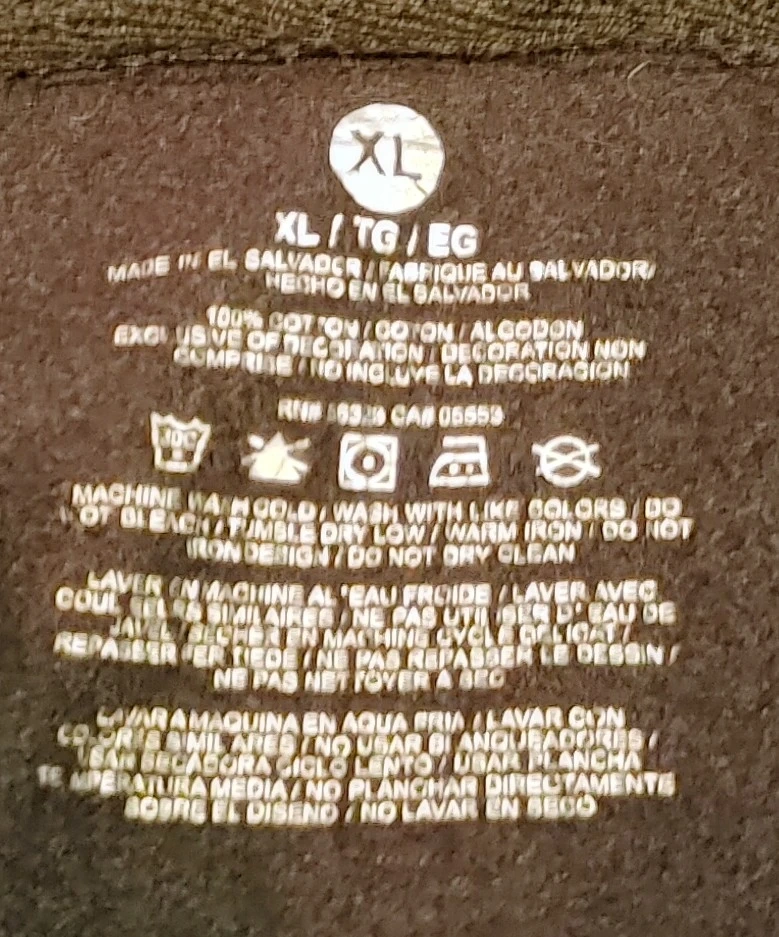 XL
XL / TG / EG
MADE IN EL SALVADOR / FABRIQUE AU SALVADOR/
HECHO EN EL SALVADOR
100% COTTON / COTON / ALGODON
EXCLUSIVE OF DECORATION / DECORATION NON
COMPRISE / NO INCLUYE LA DECORACION
RN# CA# 05553
30C
MACHINE WASH COLD / WASH WITH LIKE COLORS / DO
NOT BLEACH / TUMBLE DRY LOW / WARM IRON / DO NOT
IRON DESIGN / DO NOT DRY CLEAN
LAVER EN MACHINE A L'EAU FROIDE / LAVER AVEC
COULEURS SIMILAIRES / NE PAS UTILISER D' EAU DE
JAVEL / SECHER EN MACHINE CYCLE DELICAT /
REPASSER FER TIEDE / NE PAS REPASSER LE DESSIN /
NE PAS NETTOYER A SEC
LAVAR A MAQUINA EN AQUA FRIA / LAVAR CON
COLORES SIMILARES / NO USAR BLANQUEADORES /
USAR SECADORA CICLO LENTO / USAR PLANCHA
TEMPERATURA MEDIA / NO PLANCHAR DIRECTAMENTE
SOBRE EL DISENO / NO LAVAR EN SECO